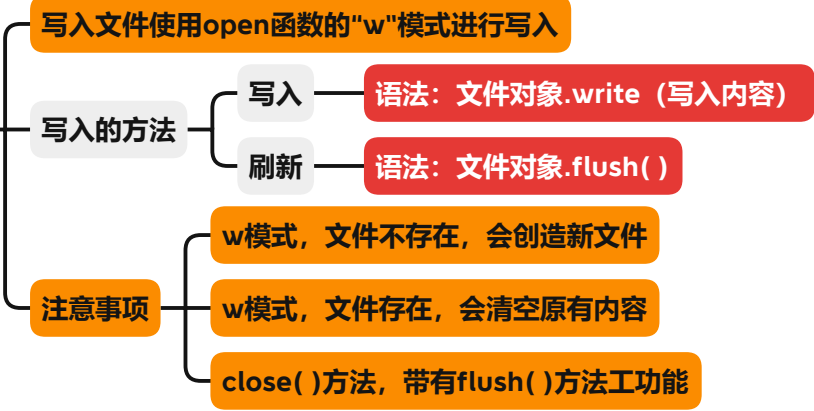 写入文件使用open函数的“w"模式进行写入
写入的方法
写入
语法：文件对象.write（写入内容）
刷新
语法：文件对象.flush( )
注意事项
w模式，文件不存在，会创造新文件
w模式，文件存在，会清空原有内容
close( )方法，带有flush( )方法工功能